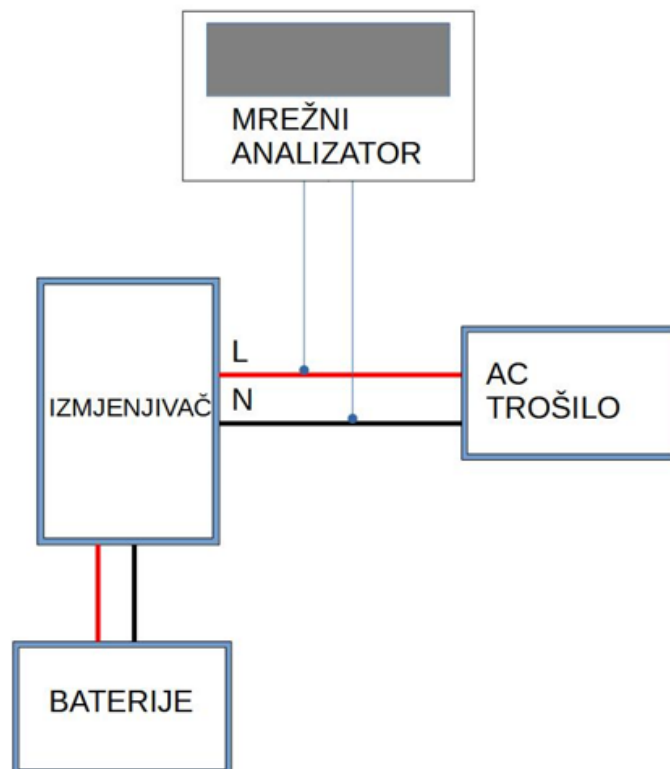 MREŽNI
ANALIZATOR
L
IZMJENJIVAČ
N
AC
TROŠILO
BATERIJE